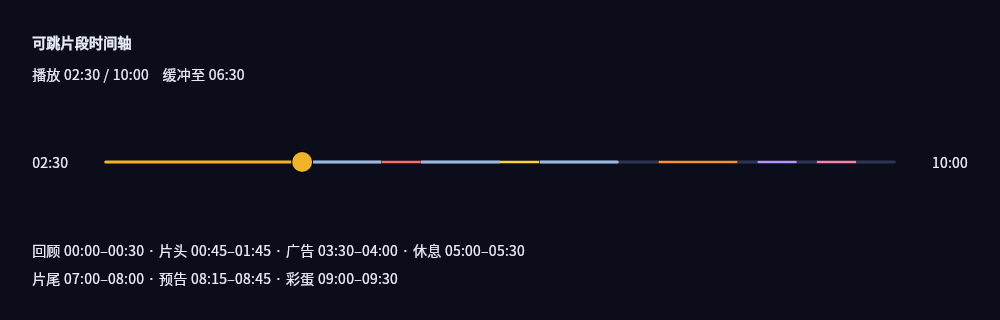 可跳片段时间轴
播放 02:30 / 10:00 缓冲至 06:30
02:30 10:00
回顾 00:00–00:30 · 片头 00:45–01:45 · 广告 03:30–04:00 · 休息 05:00–05:30
片尾 07:00–08:00 · 预告 08:15–08:45 · 彩蛋 09:00–09:30